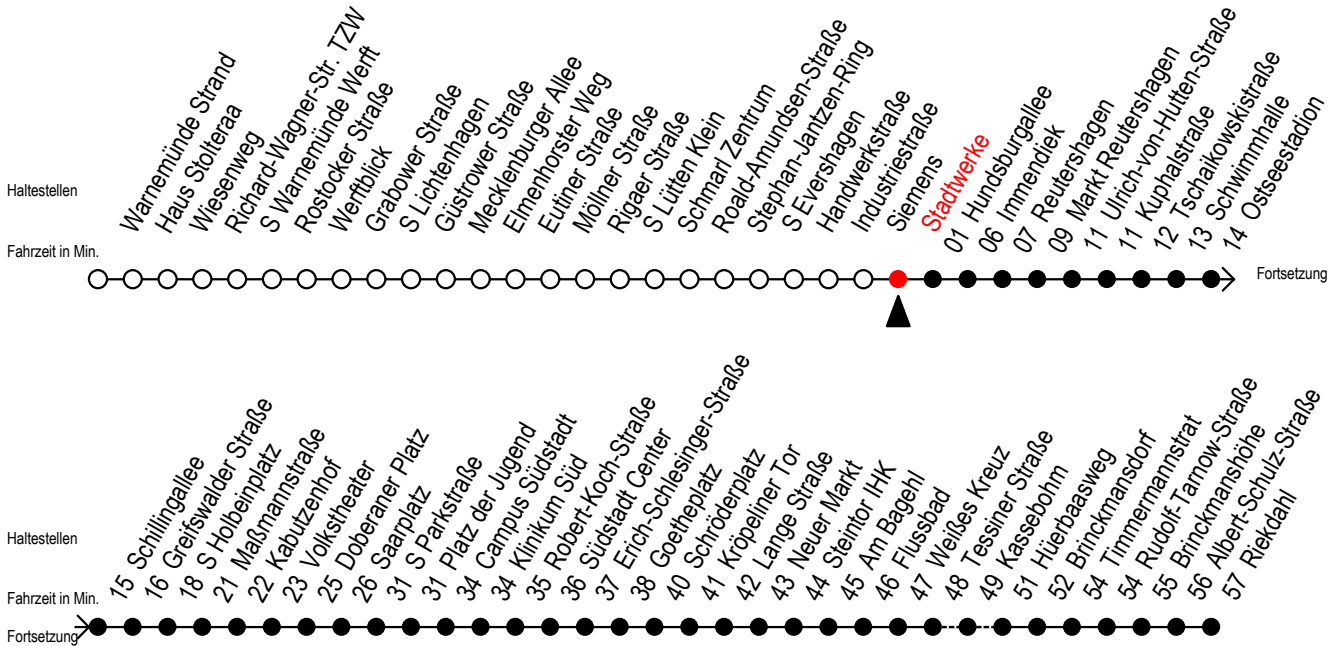 Haltestellen
Warnemünde Strand
Haus Stolteraa
Wiesenweg
Richard-Wagner-Str. TZW
S Warnemünde Werft
Rostocker Straße
Werftblick
Grabower Straße
S Lichtenhagen
Güstrower Straße
Mecklenburger Allee
Elmenhorster Weg
Eutiner Straße
Möllner Straße
Rigaer Straße
S Lütten Klein
Schmarl Zentrum
Roald-Amundsen-Straße
Stephan-Jantzen-Ring
S Evershagen
Handwerkstraße
Industriestraße
Siemens
Stadtwerke
01 Hundsburgallee
06 Immendiek
07 Reutershagen
09 Markt Reutershagen
11 Ulrich-von-Hutten-Straße
11 Kuphalstraße
12 Tschaikowskistraße
13 Schwimmhalle
14 Ostseestadion
Fahrzeit in Min.
Fortsetzung
Haltestellen
15 Schillingallee
16 Greifswalder Straße
18 S Holbeinplatz
21 Maßmannstraße
22 Kabutzenhof
23 Volkstheater
25 Doberaner Platz
26 Saarplatz
31 S Parkstraße
31 Platz der Jugend
34 Campus Südstadt
34 Klinikum Süd
35 Robert-Koch-Straße
36 Südstadt Center
37 Erich-Schlesinger-Straße
38 Goetheplatz
40 Schröderplatz
41 Kröpeliner Tor
42 Lange Straße
43 Neuer Markt
44 Steintor IHK
45 Am Bagehl
46 Flussbad
47 Weißes Kreuz
48 Tessiner Straße
49 Kassebohm
51 Hüerbaasweg
52 Brinckmansdorf
54 Timmermannstrat
54 Rudolf-Tarnow-Straße
55 Brinckmanshöhe
56 Albert-Schulz-Straße
57 Riekdahl
Fahrzeit in Min.
Fortsetzung